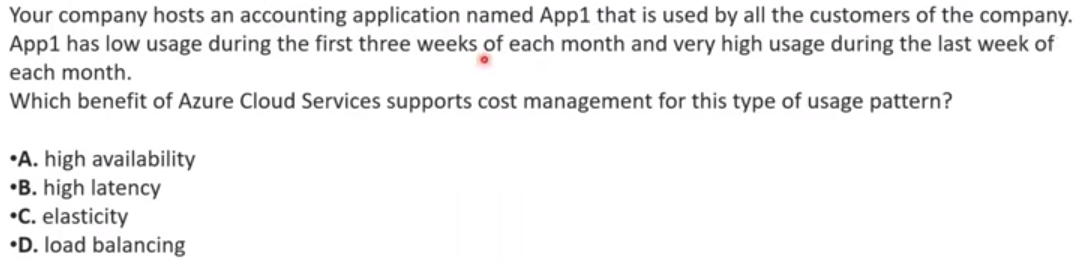 Your company hosts an accounting application named App1 that is used by all the customers of the company.
App1 has low usage during the first three weeks of each month and very high usage during the last week of
each month.
Which benefit of Azure Cloud Services supports cost management for this type of usage pattern?
•A. high availability
•B. high latency
•C. elasticity
•D. load balancing